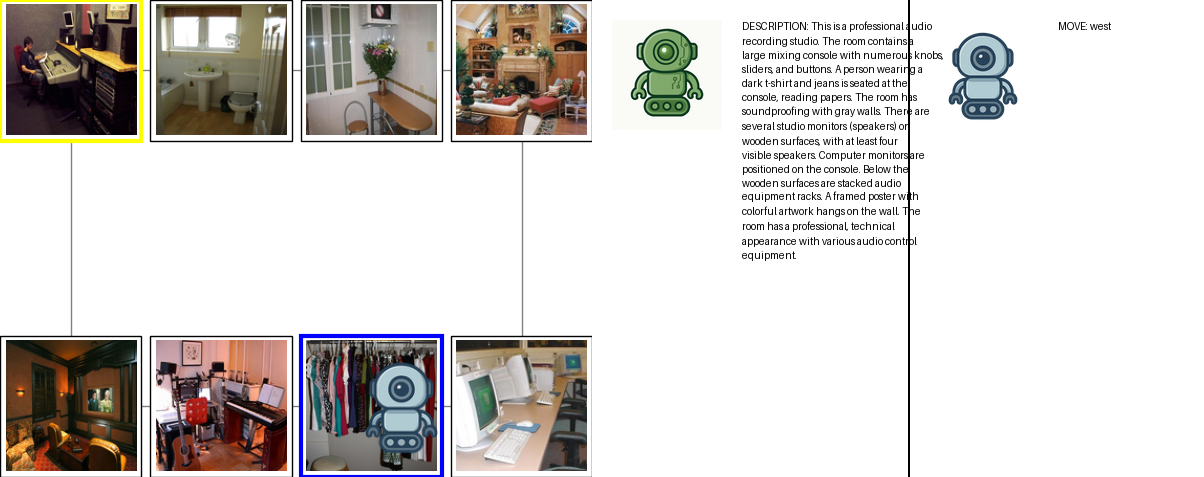 DESCRIPTION: This is a professional audio
recording studio. The room contains a
large mixing console with numerous knobs,
sliders, and buttons. A person wearing a
dark t-shirt and jeans is seated at the
console, reading papers. The room has
soundproofing with gray walls. There are
several studio monitors (speakers) on
wooden surfaces, with at least four
visible speakers. Computer monitors are
positioned on the console. Below the
wooden surfaces are stacked audio
equipment racks. A framed poster with
colorful artwork hangs on the wall. The
room has a professional, technical
appearance with various audio control
equipment.
MOVE: west